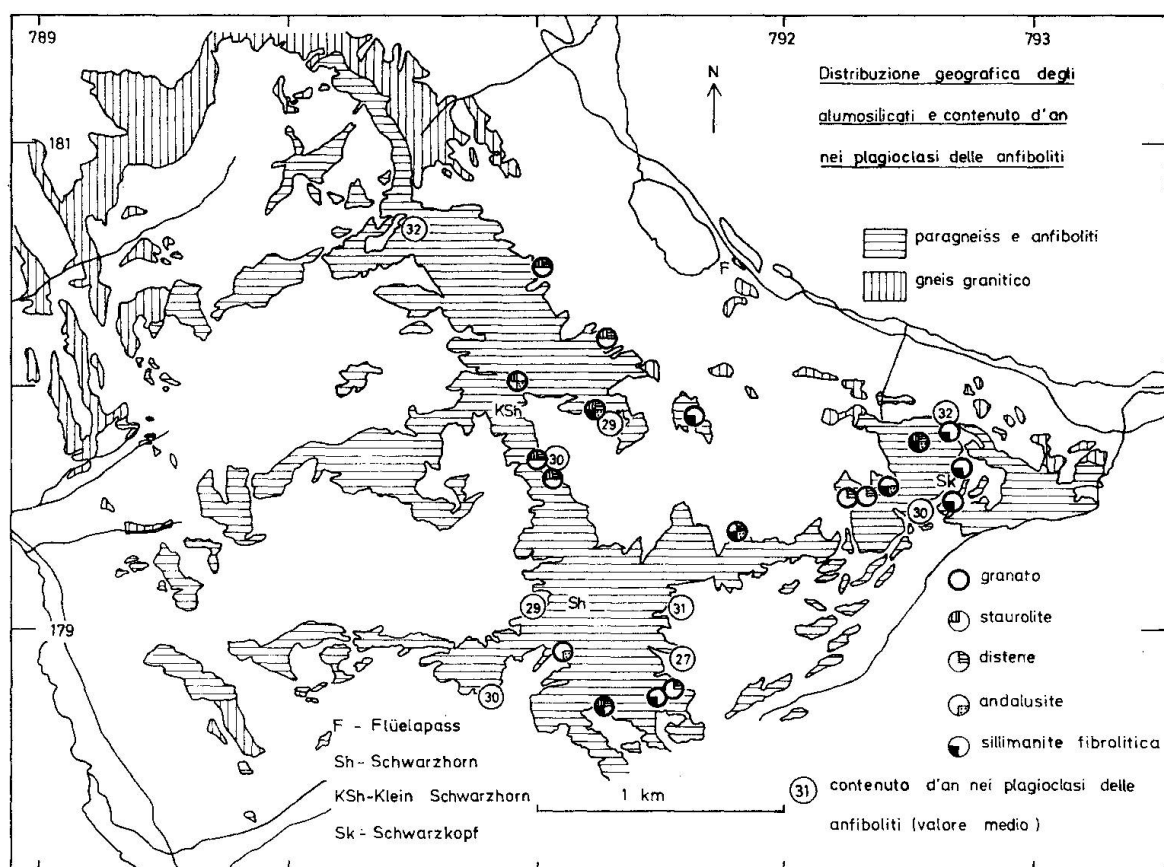 789
792
793
N
Distribuzione geografica degli
alumosilicati e contenuto d'an
nei plagioclasi delle anfiboliti
181
paragneiss e anfiboliti
gneis granitico
32
F
KSh
29
32
30
Sk
30
granato
staurolite
29
Sh
31
179
27
distene
30
andalusite
sillimanite fibrolitica
F - Flüelapass
Sh - Schwarzhorn
KSh - Klein Schwarzhorn
Sk - Schwarzkopf
1 km
31
contenuto d'an nei plagioclasi delle
anfiboliti (valore medio)